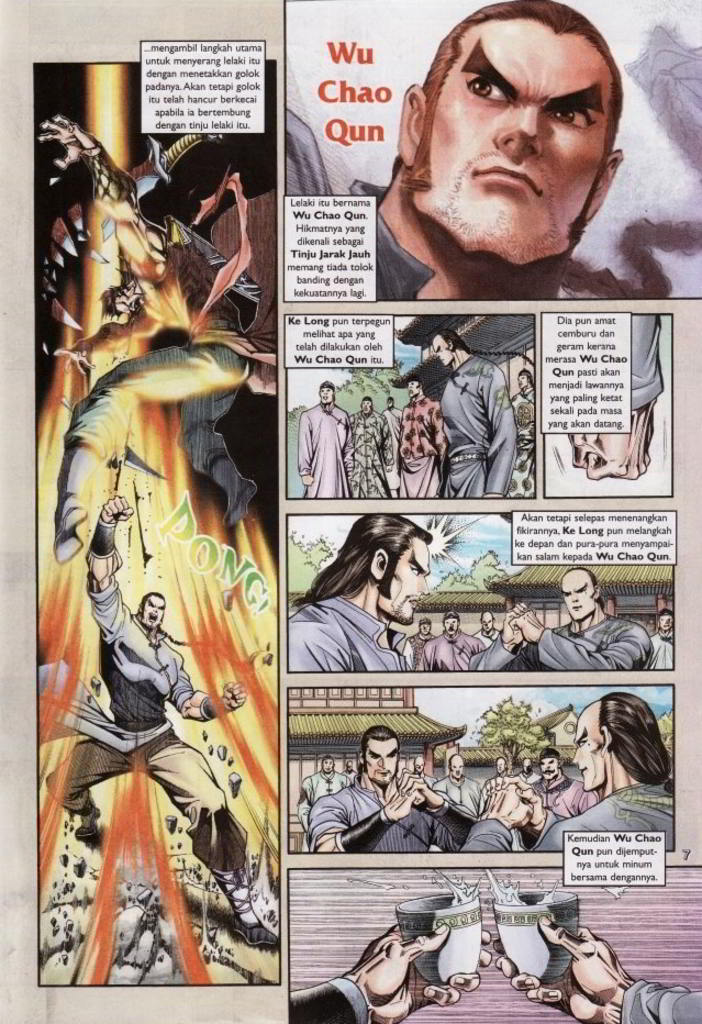 ...mengambil langkah utama
untuk menyerang lelaki itu
dengan menetakkan golok
padanya. Akan tetapi golok
itu telah hancur berkecai
apabila ia bertembung
dengan tinju lelaki itu.
PONG!
Wu
Chao
Qun
Lelaki itu bernama
Wu Chao Qun.
Hikmatnya yang
dikenali sebagai
Tinju Jarak Jauh
memang tiada tolok
banding dengan
kekuatannya lagi.
Ke Long pun terpegun
melihat apa yang
telah dilakukan oleh
Wu Chao Qun itu.
Dia pun amat
cemburu dan
geram kerana
merasa Wu Chao
Qun pasti akan
menjadi lawannya
yang paling ketat
sekali pada masa
yang akan datang.
Akan tetapi selepas menenangkan
fikirannya, Ke Long pun melangkah
ke depan dan pura-pura menyampai-
kan salam kepada Wu Chao Qun.
Kemudian Wu Chao
Qun pun dijemput-
nya untuk minum
bersama dengannya.
7